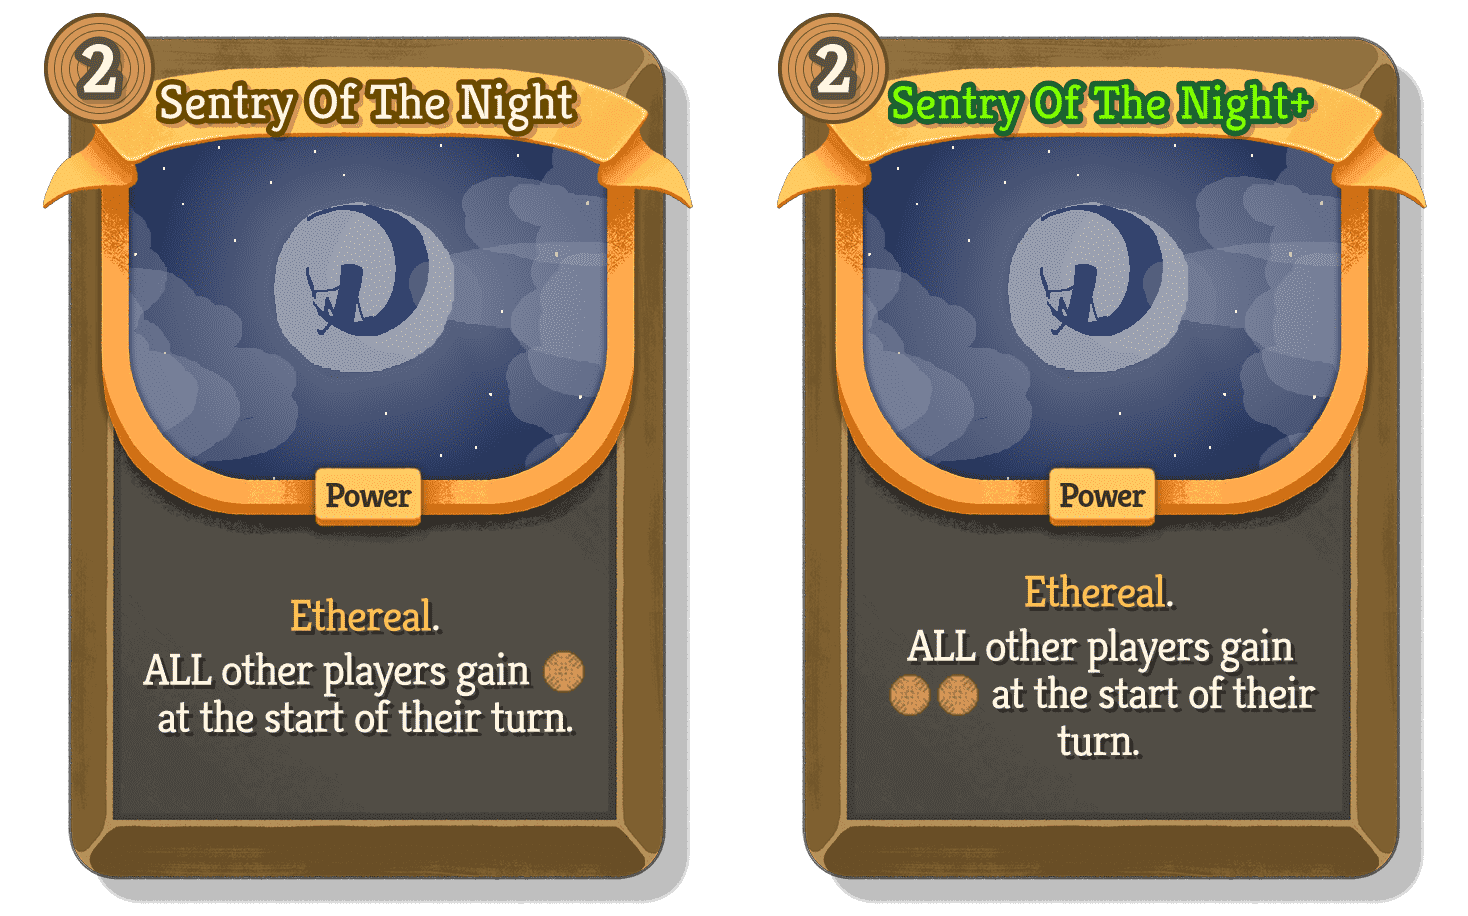 2
Sentry Of The Night
Power
Ethereal.
ALL other players gain
at the start of their turn.
2
Sentry Of The Night+
Power
Ethereal.
ALL other players gain
at the start of their
turn.